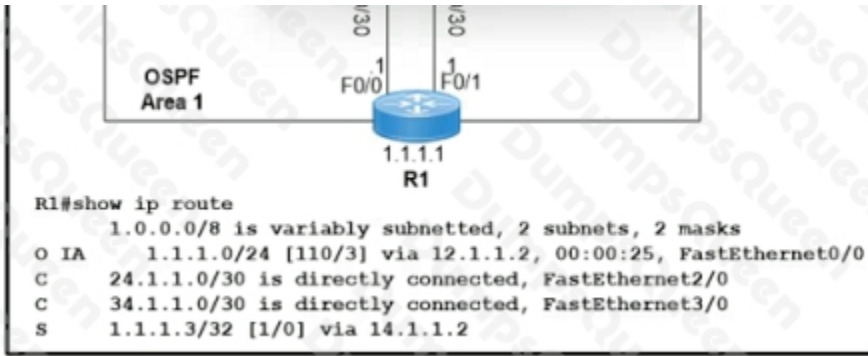 /30
/30
OSPF
Area 1
1
1
F0/0
F0/1
1.1.1.1
R1
R1#show ip route
1.0.0.0/8 is variably subnetted, 2 subnets, 2 masks
O IA 1.1.1.0/24 [110/3] via 12.1.1.2, 00:00:25, FastEthernet0/0
C 24.1.1.0/30 is directly connected, FastEthernet2/0
C 34.1.1.0/30 is directly connected, FastEthernet3/0
S 1.1.1.3/32 [1/0] via 14.1.1.2
DumpsQueen